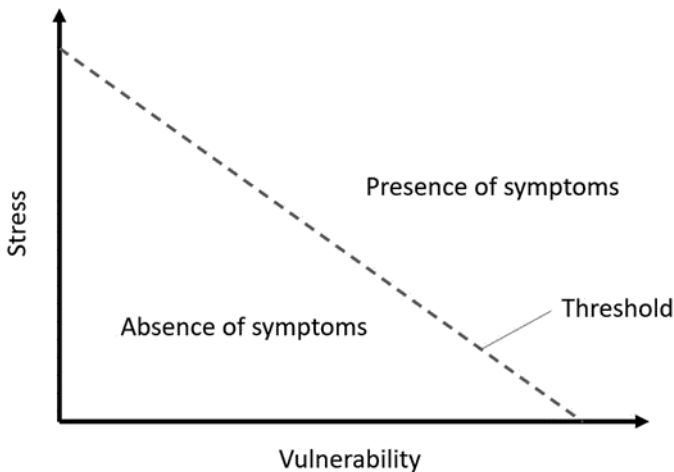 Stress
Presence of symptoms
Threshold
Absence of symptoms
Vulnerability